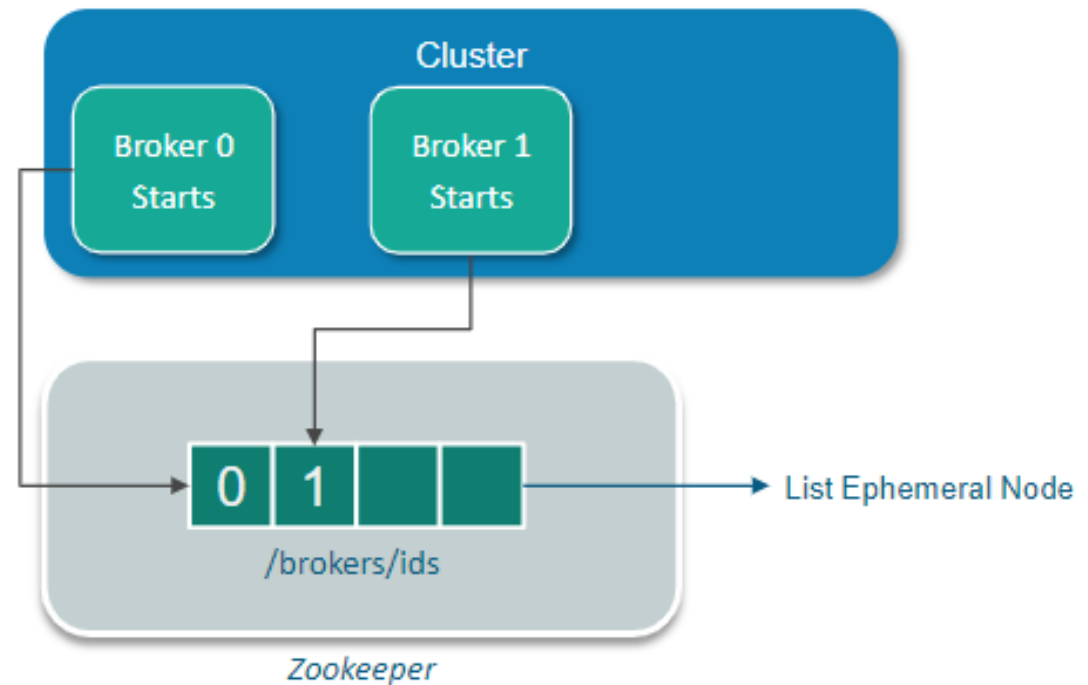 Cluster
Broker 0
Starts
Broker 1
Starts
0 1
List Ephemeral Node
/brokers/ids
Zookeeper